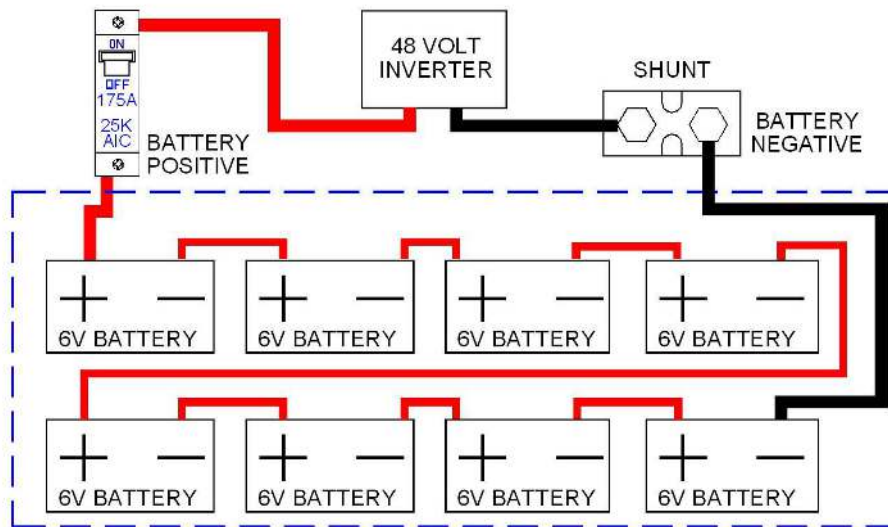 ON
OFF
175A
25K
AIC
BATTERY
POSITIVE
48 VOLT
INVERTER
SHUNT
BATTERY
NEGATIVE
6V BATTERY
6V BATTERY
6V BATTERY
6V BATTERY
6V BATTERY
6V BATTERY
6V BATTERY
6V BATTERY